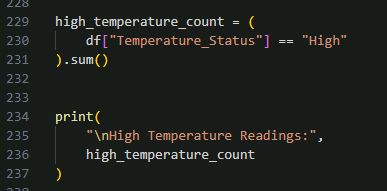 228
229 high_temperature_count = (
230     df["Temperature_Status"] == "High"
231 ).sum()
232
233
234 print(
235     "\nHigh Temperature Readings:",
236     high_temperature_count
237 )
238